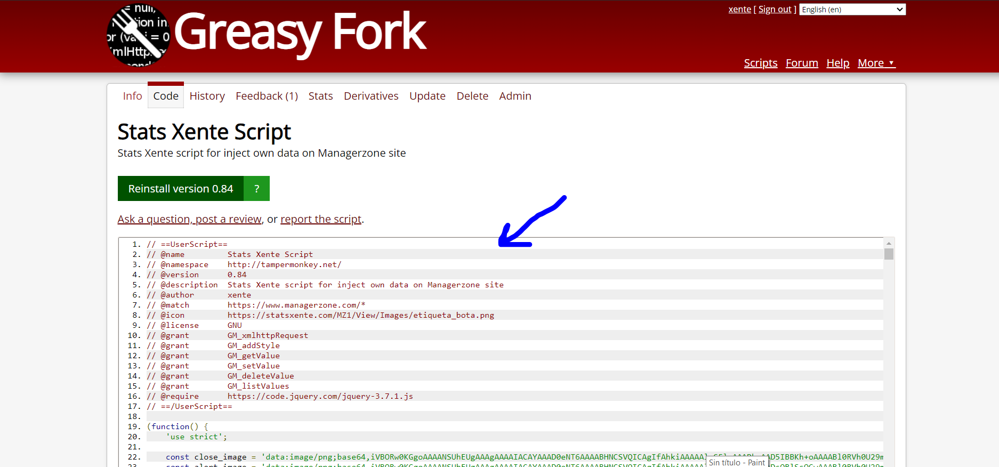 xente [ Sign out ] English (en)
= null,
tion in
or (va i = 0
Greasy Fork
Scripts Forum Help More ▼
Info Code History Feedback (1) Stats Derivatives Update Delete Admin
Stats Xente Script
Stats Xente script for inject own data on Managerzone site
Reinstall version 0.84 ?
Ask a question, post a review, or report the script.
1. // ==UserScript==
2. // @name Stats Xente Script
3. // @namespace http://tampermonkey.net/
4. // @version 0.84
5. // @description Stats Xente script for inject own data on Managerzone site
6. // @author xente
7. // @match https://www.managerzone.com/*
8. // @icon https://statsxente.com/MZ1/View/Images/etiqueta_bota.png
9. // @license GNU
10. // @grant GM_xmlhttpRequest
11. // @grant GM_addStyle
12. // @grant GM_getValue
13. // @grant GM_setValue
14. // @grant GM_deleteValue
15. // @grant GM_listValues
16. // @require https://code.jquery.com/jquery-3.7.1.js
17. // ==/UserScript==
18.
19. (function() {
20. 'use strict';
21.
22. const close_image = 'data:image/png;base64,iVBORw0KGgoAAAANSUhEUgAAAgAAAAIACAYAAAD0eNT6AAAABHNCSVQICAgIfAhkiAAAAAl
Sin título - Paint